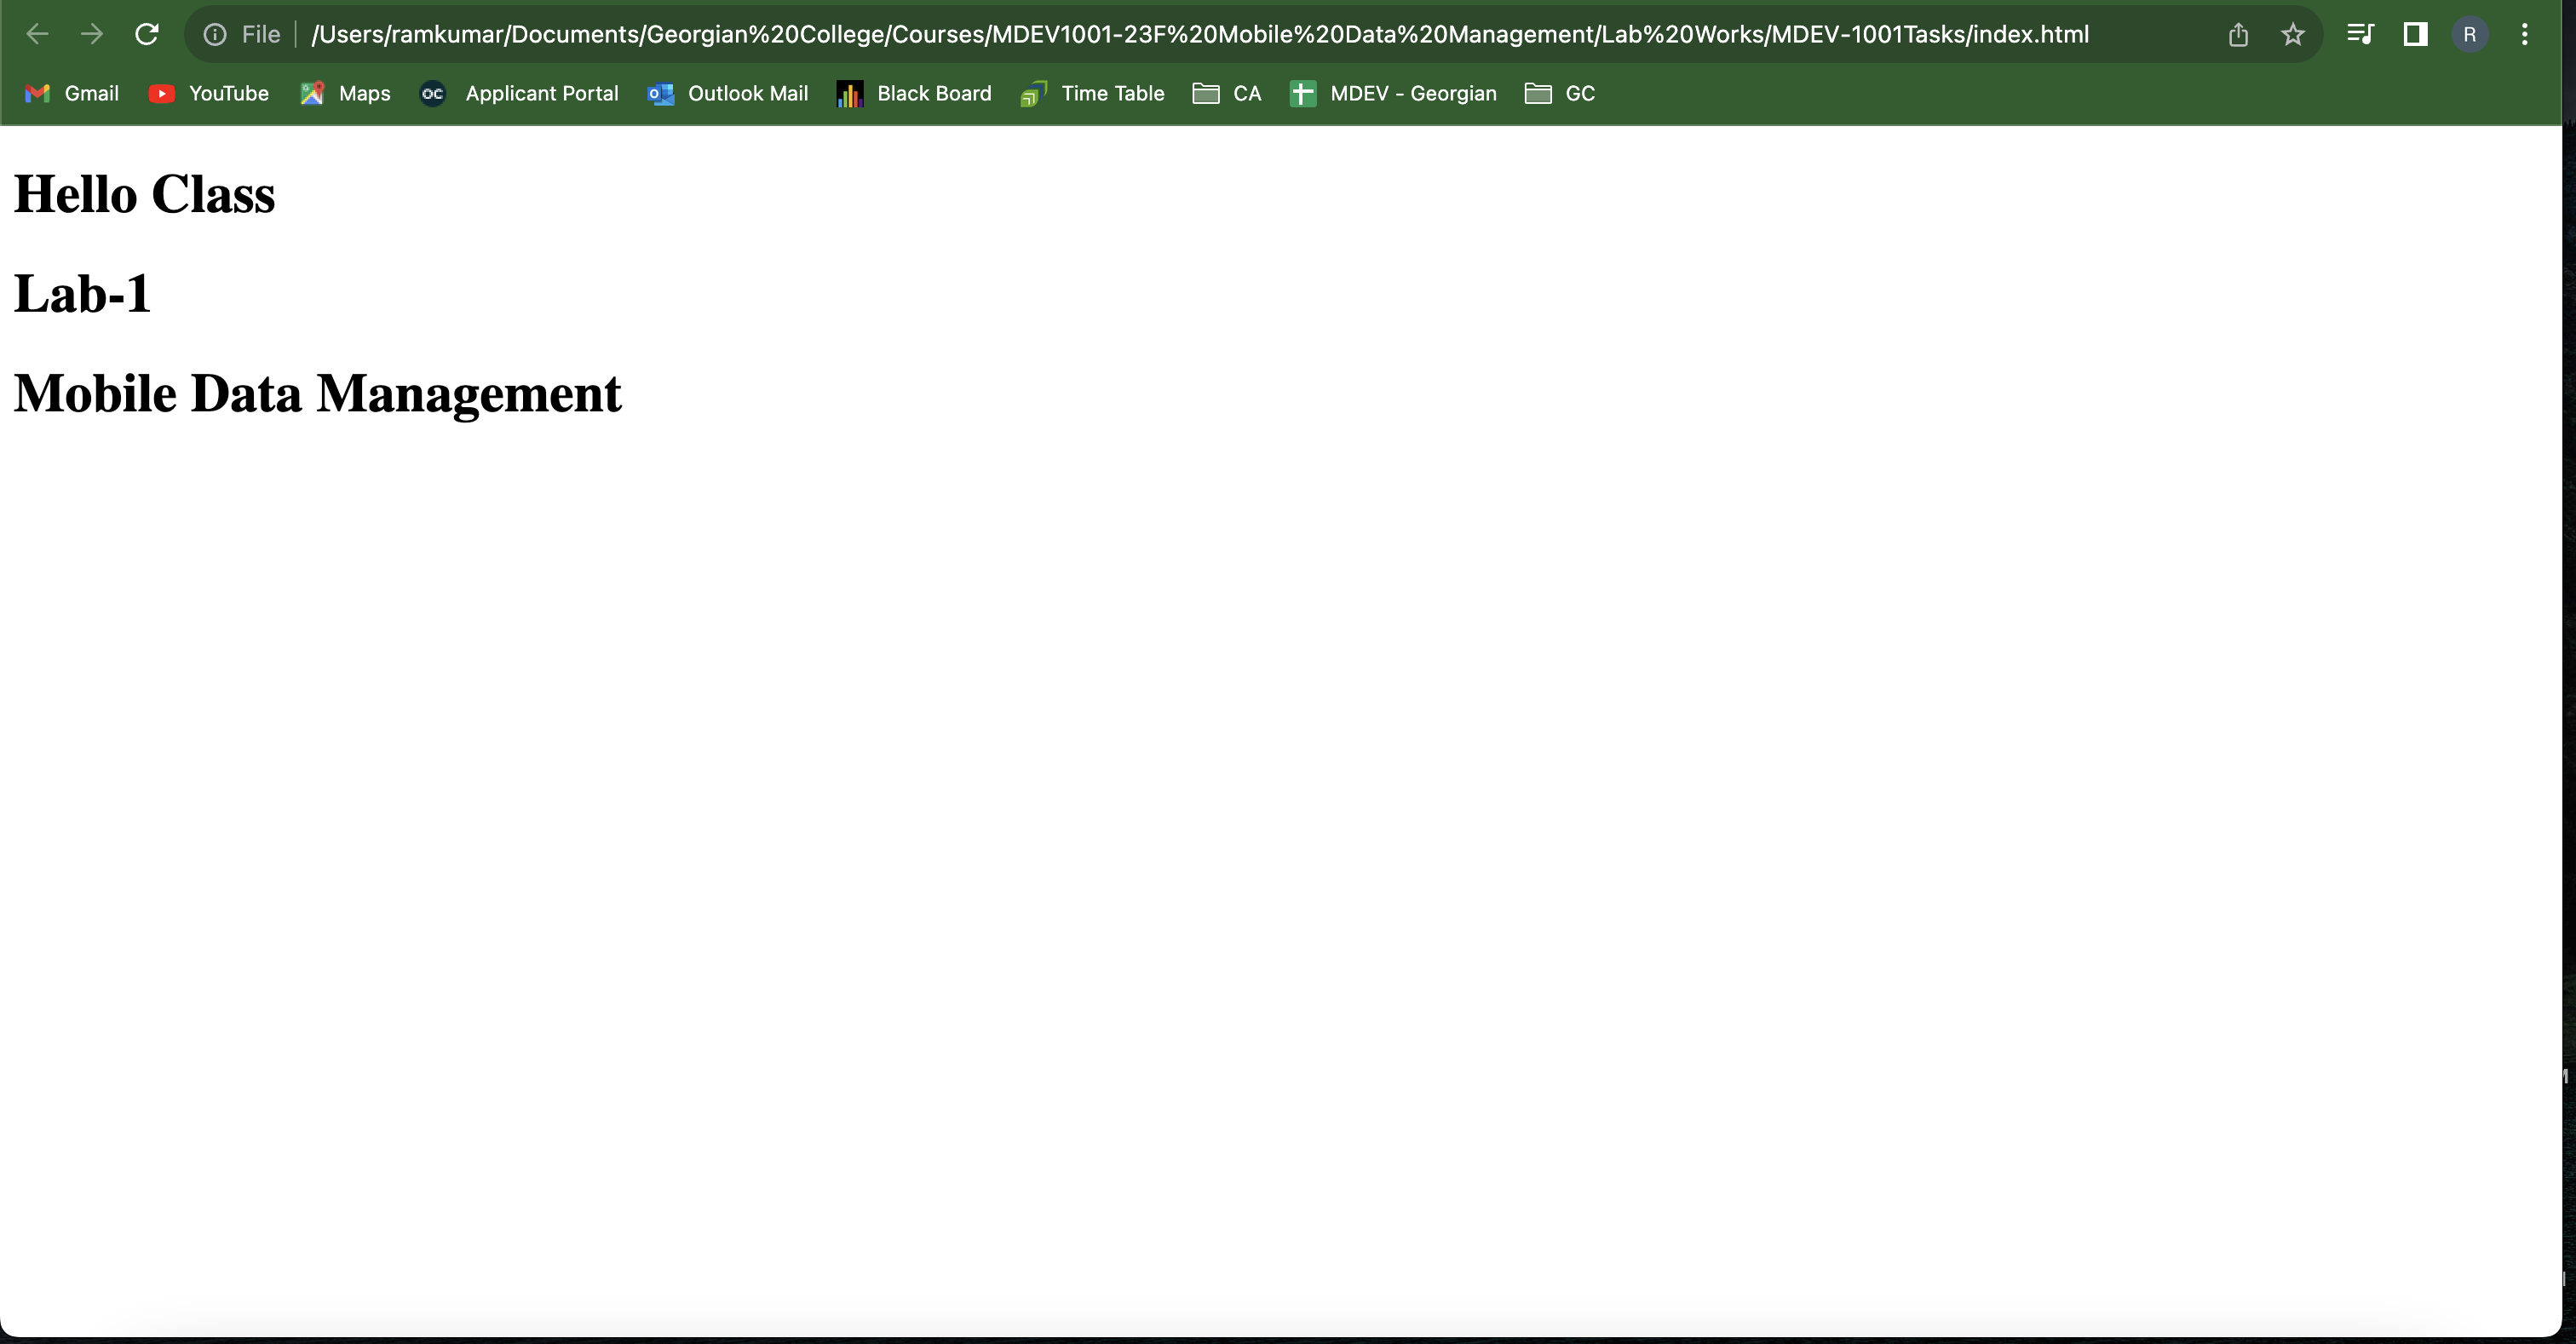 File /Users/ramkumar/Documents/Georgian%20College/Courses/MDEV1001-23F%20Mobile%20Data%20Management/Lab%20Works/MDEV-1001Tasks/index.html R
Gmail YouTube Maps OC Applicant Portal Outlook Mail Black Board Time Table CA MDEV - Georgian GC
Hello Class
Lab-1
Mobile Data Management